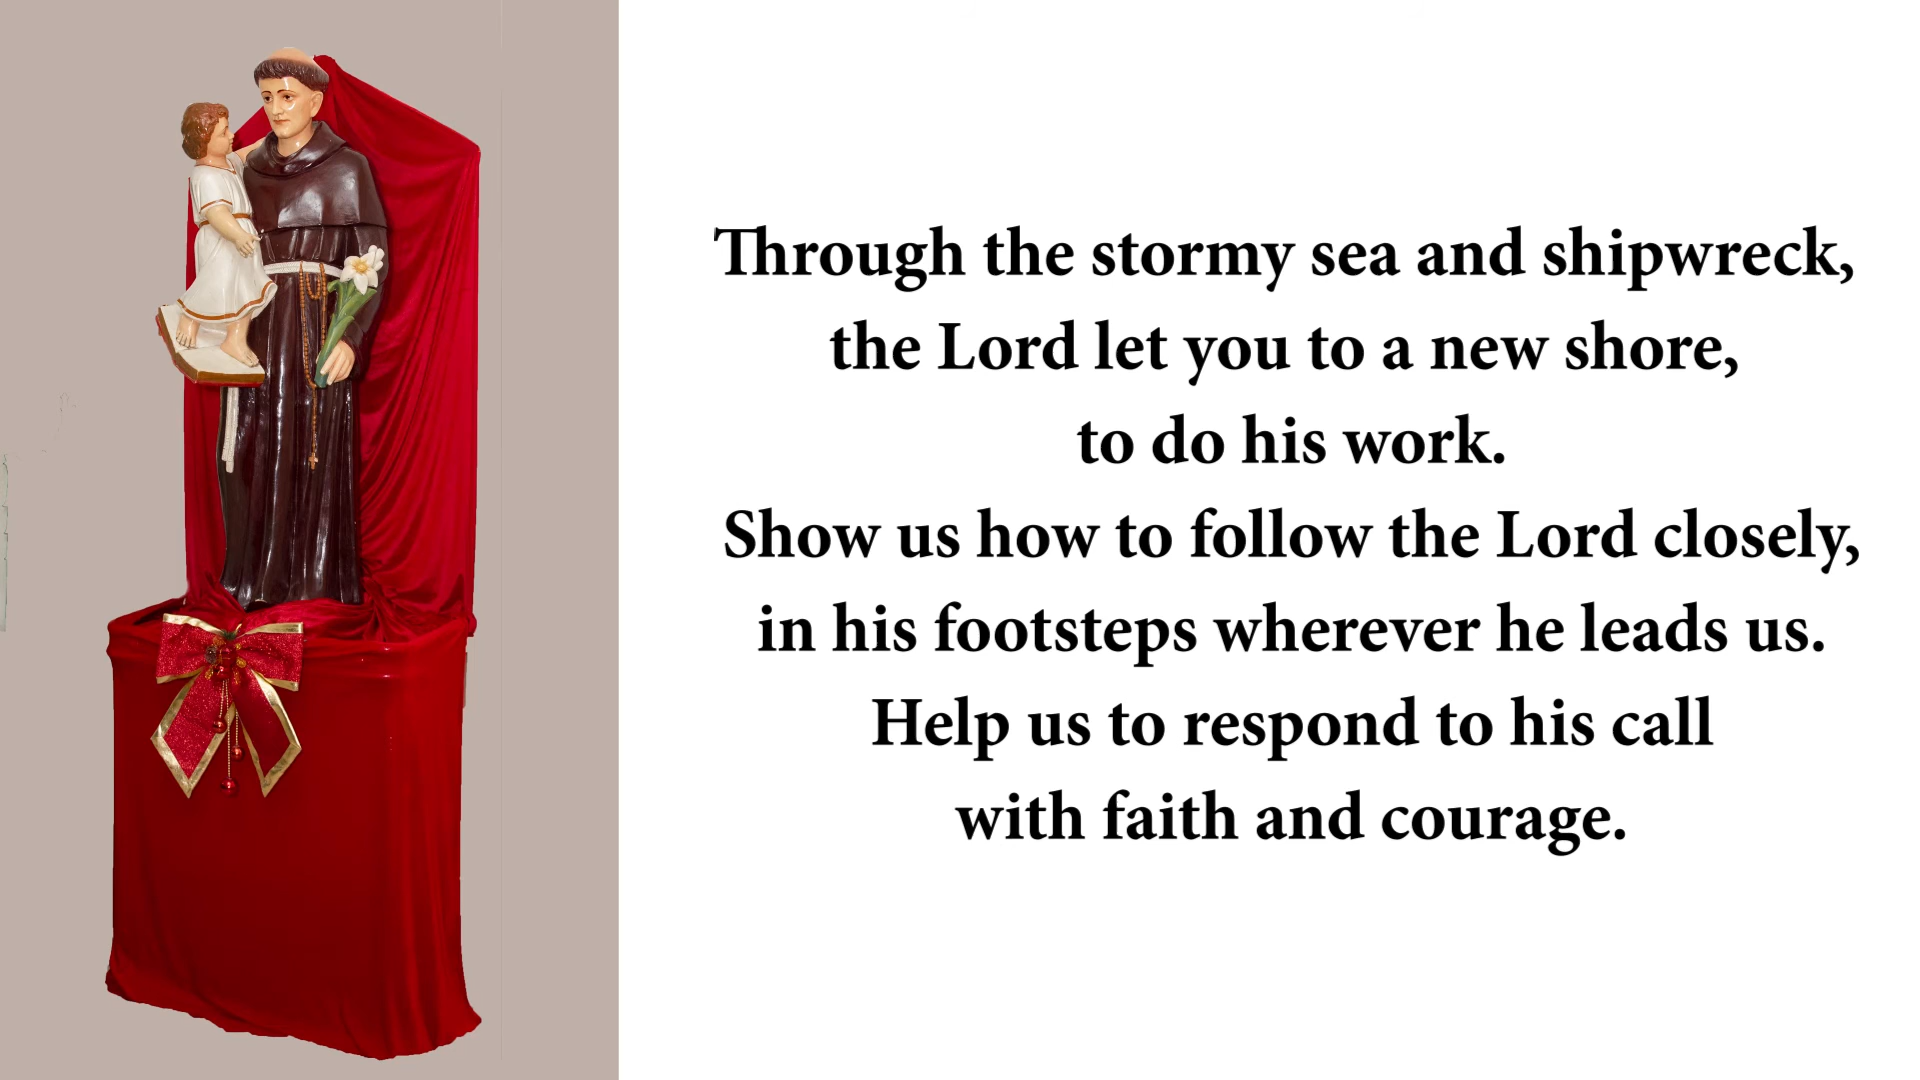 Through the stormy sea and shipwreck,
the Lord let you to a new shore,
to do his work.
Show us how to follow the Lord closely,
in his footsteps wherever he leads us.
Help us to respond to his call
with faith and courage.